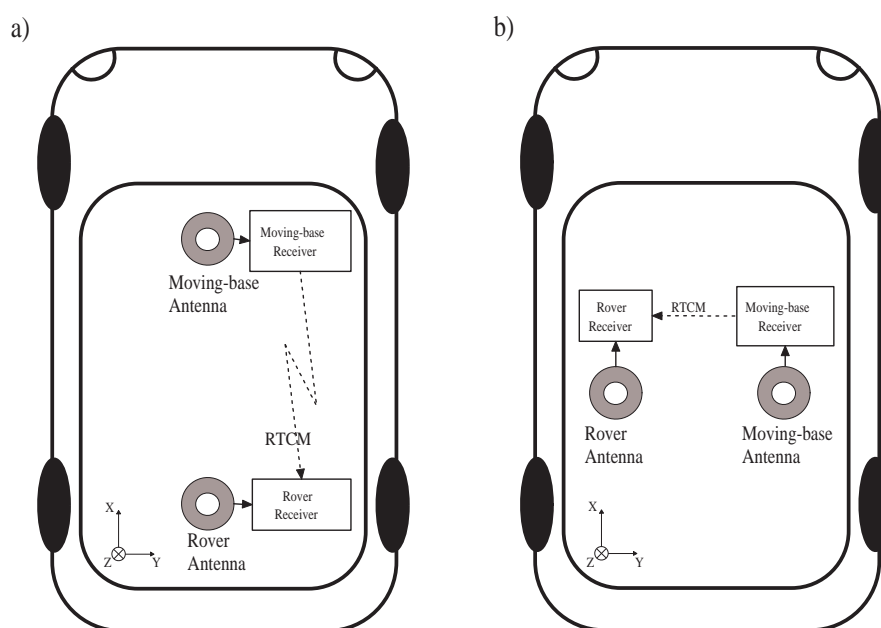 a)
Moving-base
Receiver
Moving-base
Antenna
RTCM
Rover
Receiver
Rover
Antenna
X
Z
Y
b)
Rover
Receiver
RTCM
Moving-base
Receiver
Rover
Antenna
Moving-base
Antenna
X
Z
Y